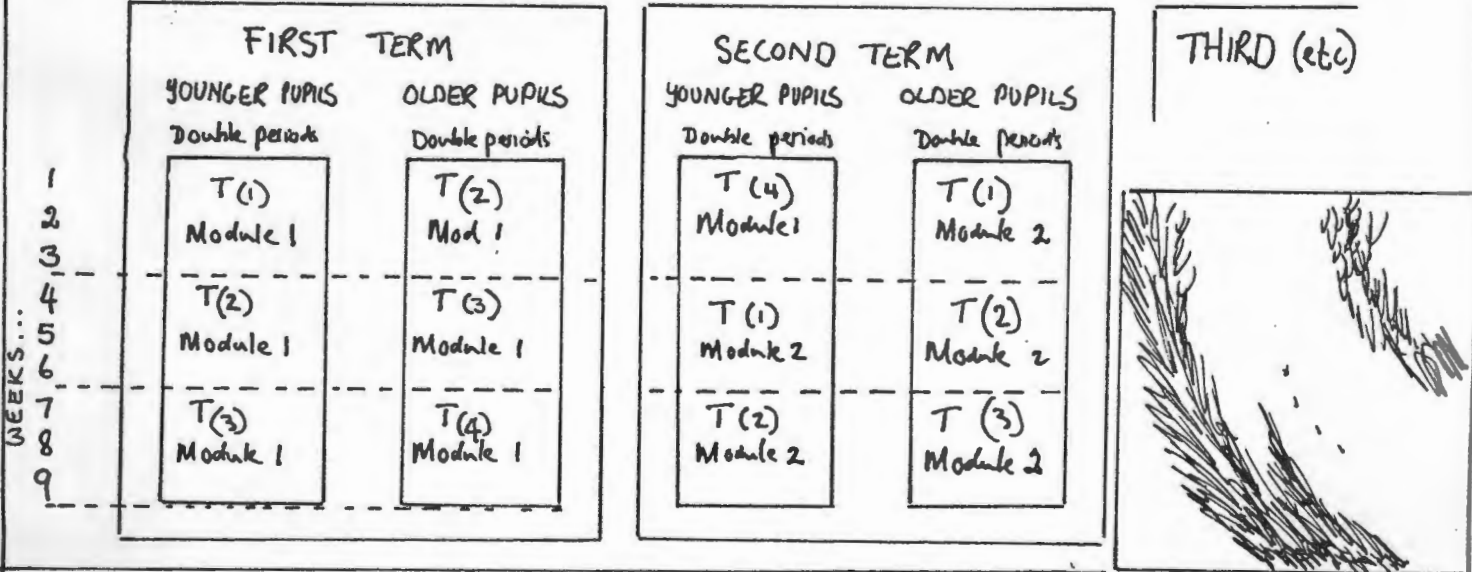 FIRST TERM
YOUNGER PUPILS OLDER PUPILS
Double periods Double periods
T(1) T(2)
Module 1 Mod 1
T(2) T(3)
Module 1 Module 1
T(3) T(4)
Module 1 Module 1
SECOND TERM
YOUNGER PUPILS OLDER PUPILS
Double periods Double periods
T(4) T(1)
Module 1 Module 2
T(1) T(2)
Module 2 Module 2
T(2) T(3)
Module 2 Module 2
THIRD (etc)
WEEKS...
1
2
3
4
5
6
7
8
9